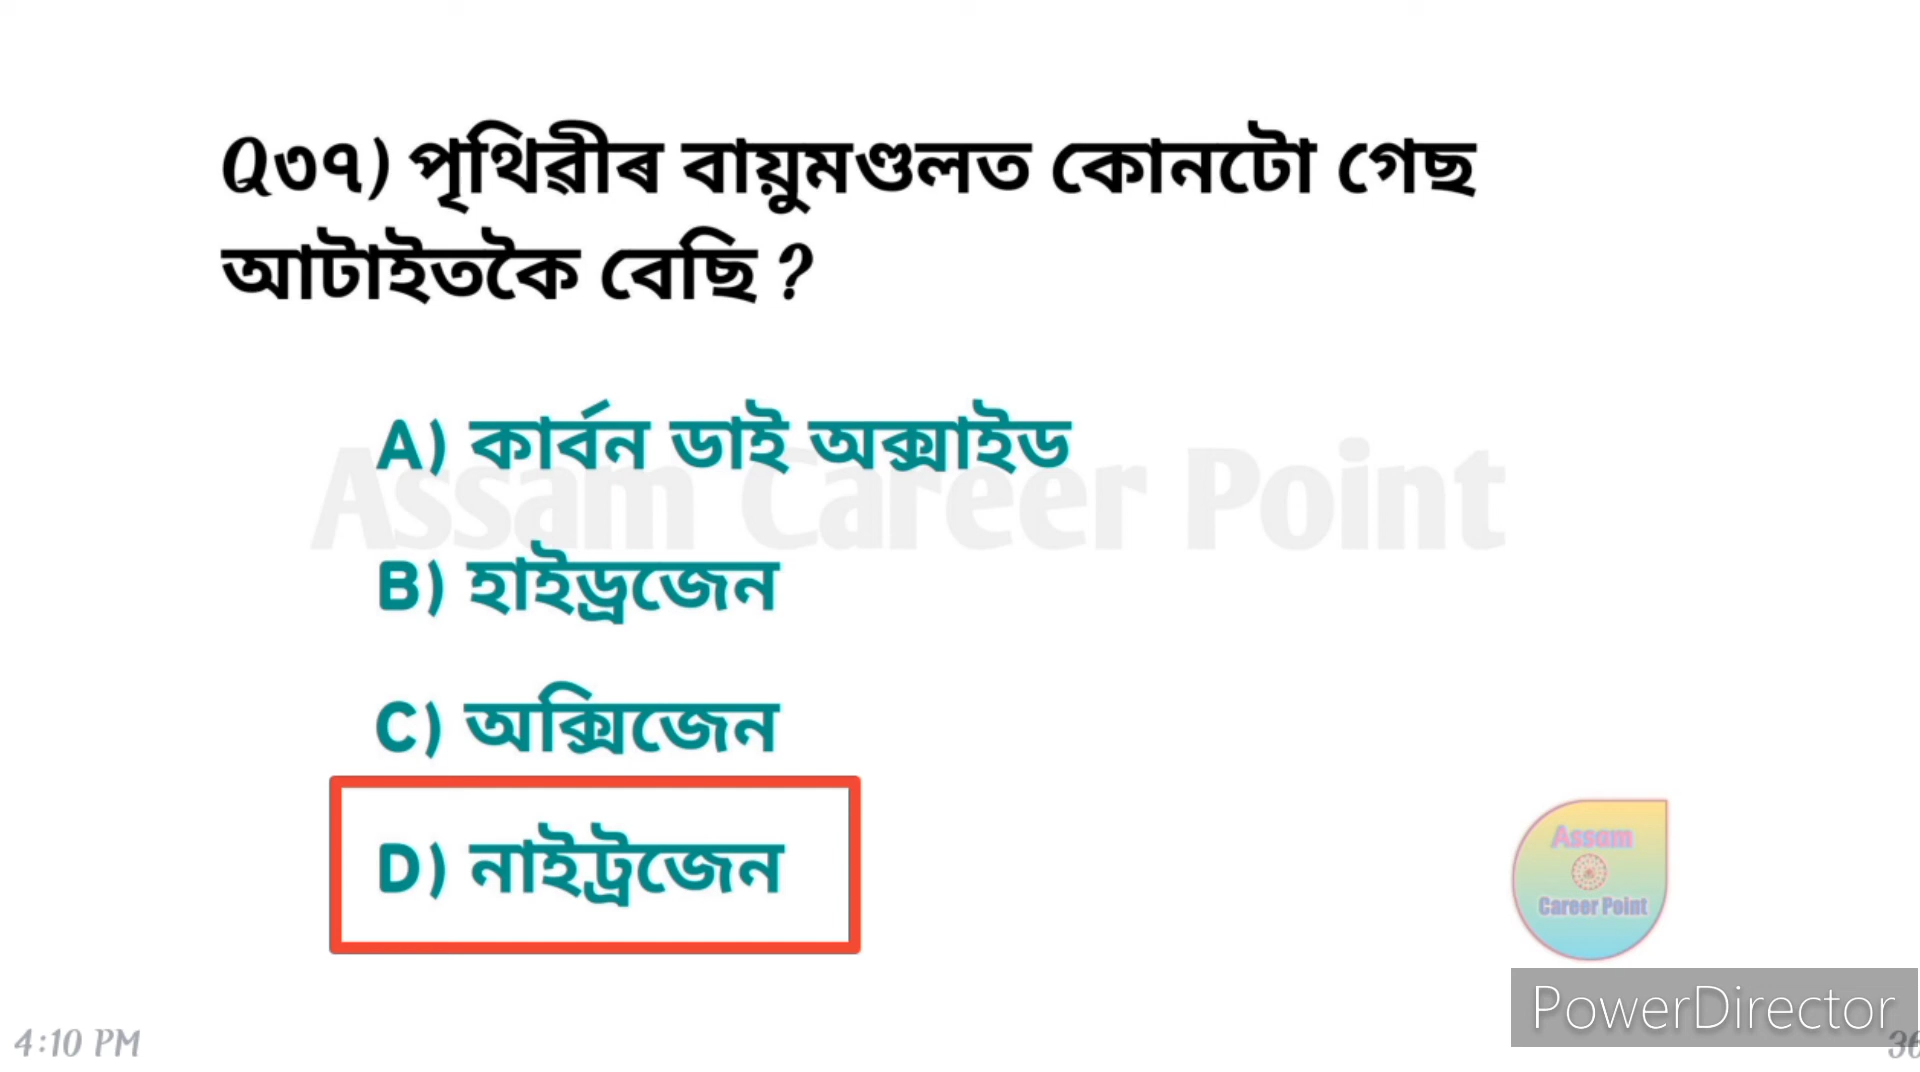 Q৩৭) পৃথিৱীৰ বায়ুমণ্ডলত কোনটো গেছ
আটাইতকৈ বেছি ?
A) কাৰ্বন ডাই অক্সাইড
Assam Career Point
B) হাইড্ৰজেন
C) অক্সিজেন
D) নাইট্ৰজেন
Assam
Career Point
PowerDirector
4:10 PM
36